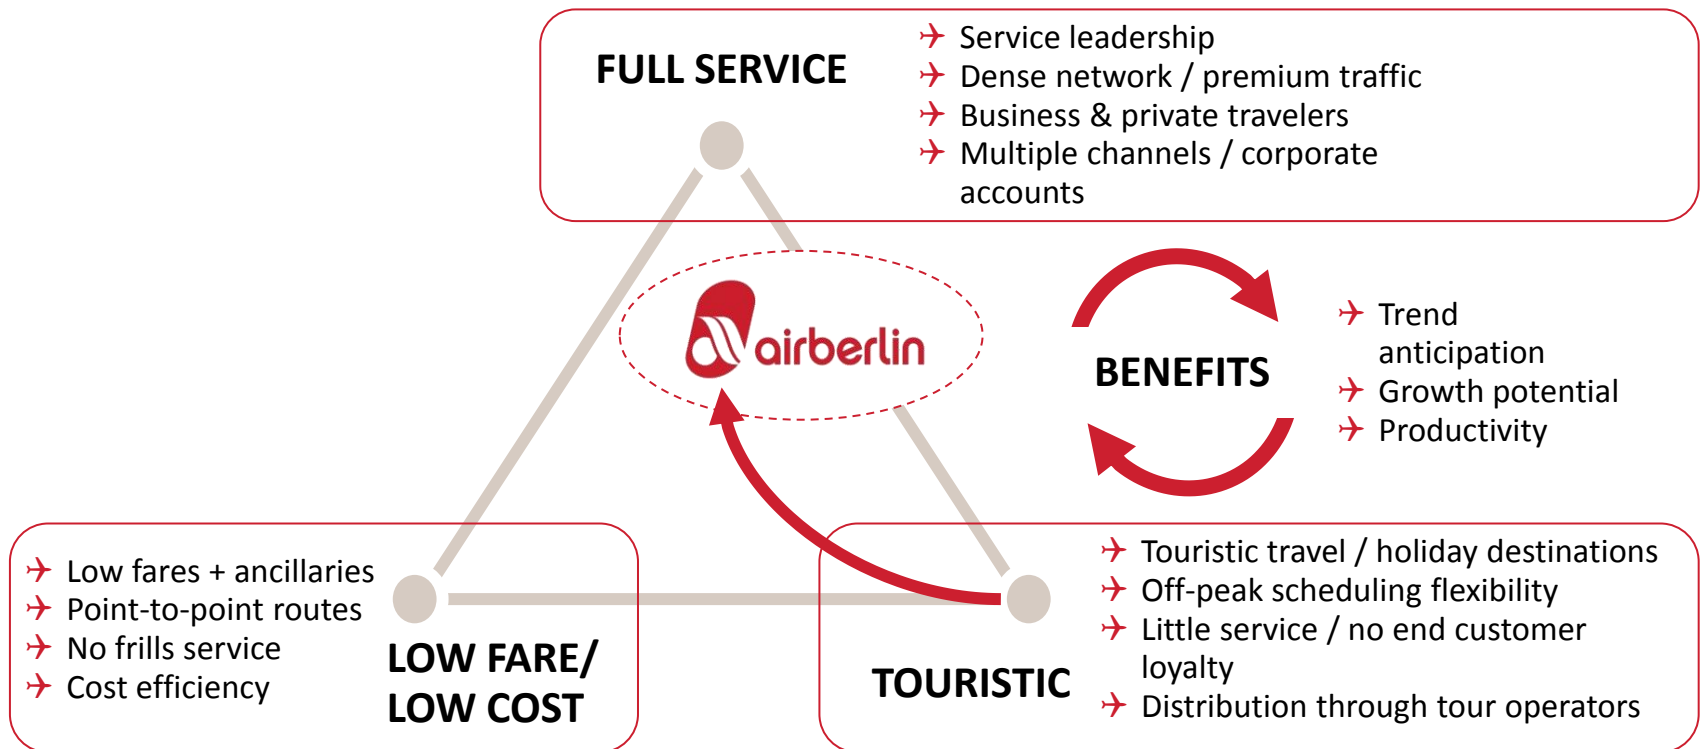 FULL SERVICE
Service leadership
Dense network / premium traffic
Business & private travelers
Multiple channels / corporate
accounts
airberlin
BENEFITS
Trend
anticipation
Growth potential
Productivity
Low fares + ancillaries
Point-to-point routes
No frills service
Cost efficiency
LOW FARE/
LOW COST
TOURISTIC
Touristic travel / holiday destinations
Off-peak scheduling flexibility
Little service / no end customer
loyalty
Distribution through tour operators